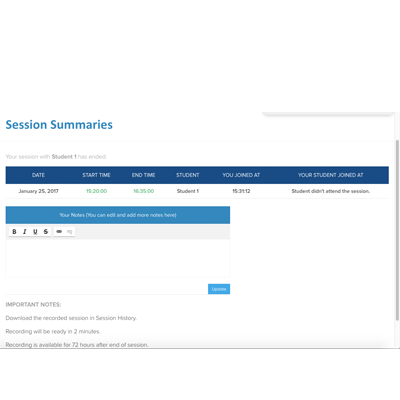 Session Summaries
Your session with Student 1 has ended.
DATE START TIME END TIME STUDENT YOU JOINED AT YOUR STUDENT JOINED AT
January 25, 2017 15:20:00 16:35:00 Student 1 15:31:12 Student didn't attend the session.
Your Notes (You can edit and add more notes here)
B I U S
Update
IMPORTANT NOTES:
Download the recorded session in Session History.
Recording will be ready in 2 minutes.
Recording is available for 72 hours after end of session.